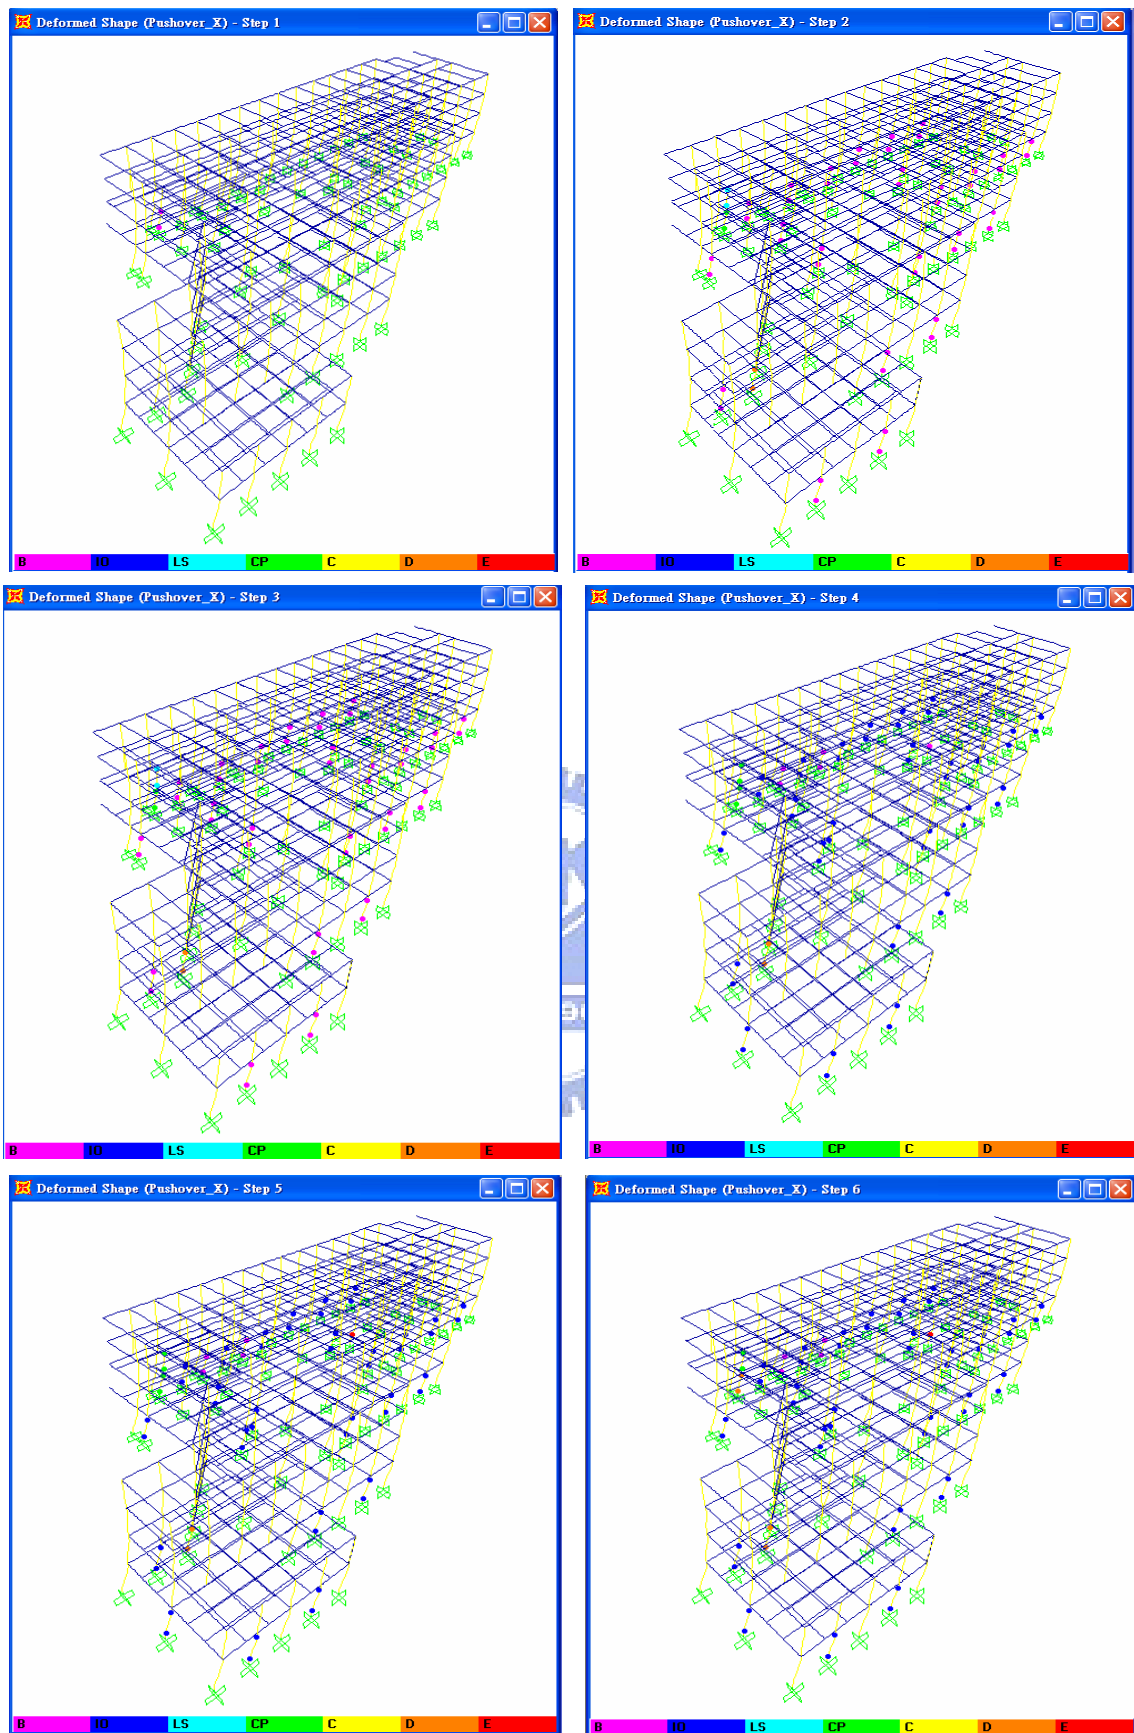 Deformed Shape (Pushover_X) - Step 1
B IO LS CP C D E
Deformed Shape (Pushover_X) - Step 2
B IO LS CP C D E
Deformed Shape (Pushover_X) - Step 3
B IO LS CP C D E
Deformed Shape (Pushover_X) - Step 4
B IO LS CP C D E
Deformed Shape (Pushover_X) - Step 5
B IO LS CP C D E
Deformed Shape (Pushover_X) - Step 6
B IO LS CP C D E